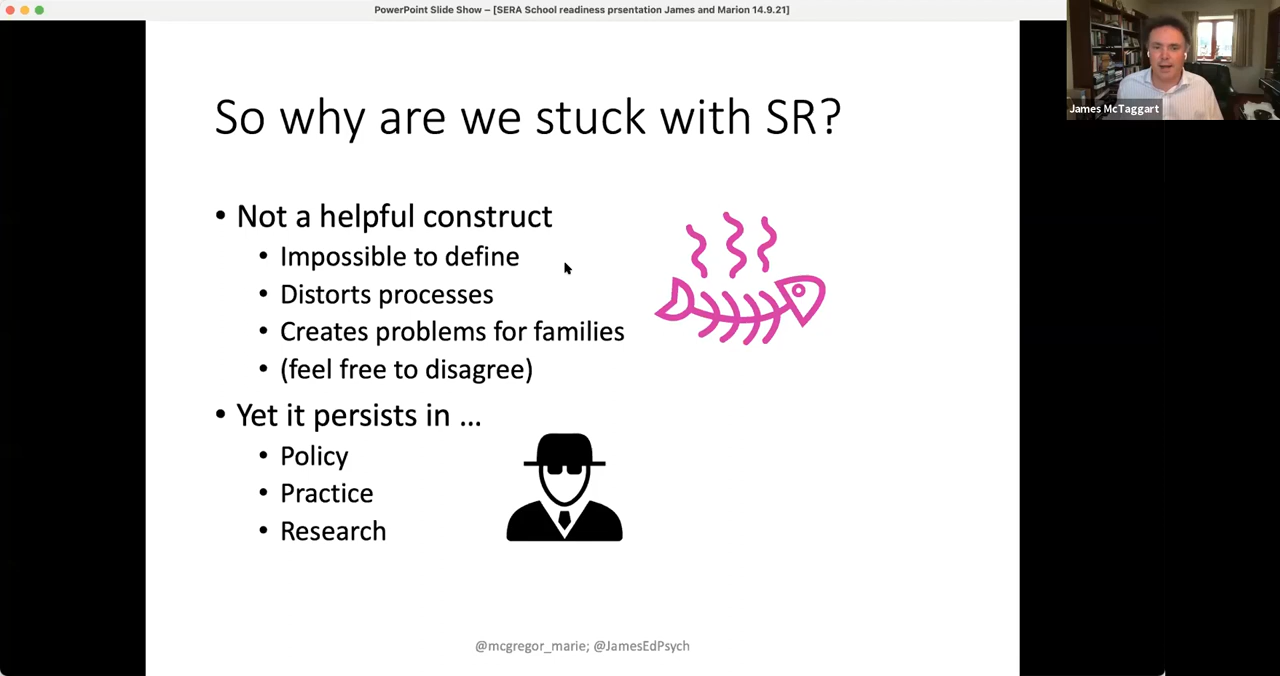 PowerPoint Slide Show – [SERA School readiness prsentation James and Marion 14.9.21]
James McTaggart
So why are we stuck with SR?
• Not a helpful construct
• Impossible to define
• Distorts processes
• Creates problems for families
• (feel free to disagree)
• Yet it persists in ...
• Policy
• Practice
• Research
@mcgregor_marie; @JamesEdPsych